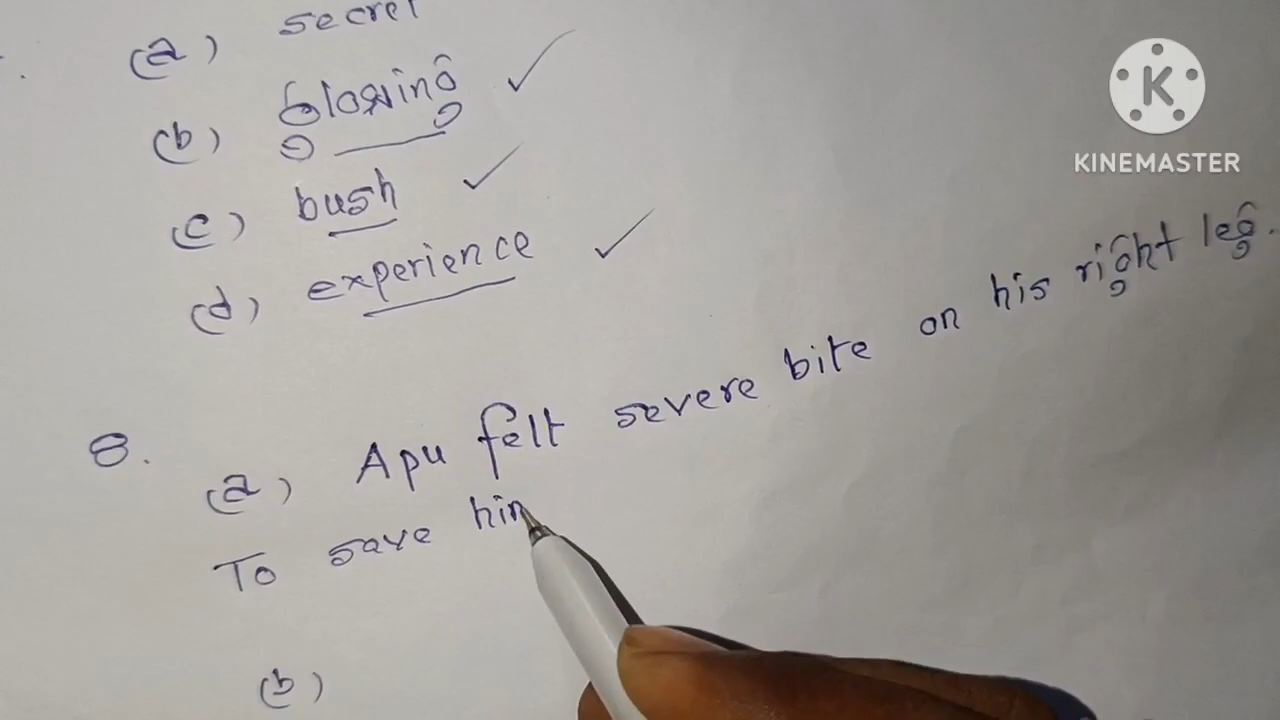 (a) secret
(b) glowing ✓
(c) bush ✓
(d) experience ✓
8. (a) Apu felt severe bite on his right leg.
To save him
(b)
K
KINEMASTER